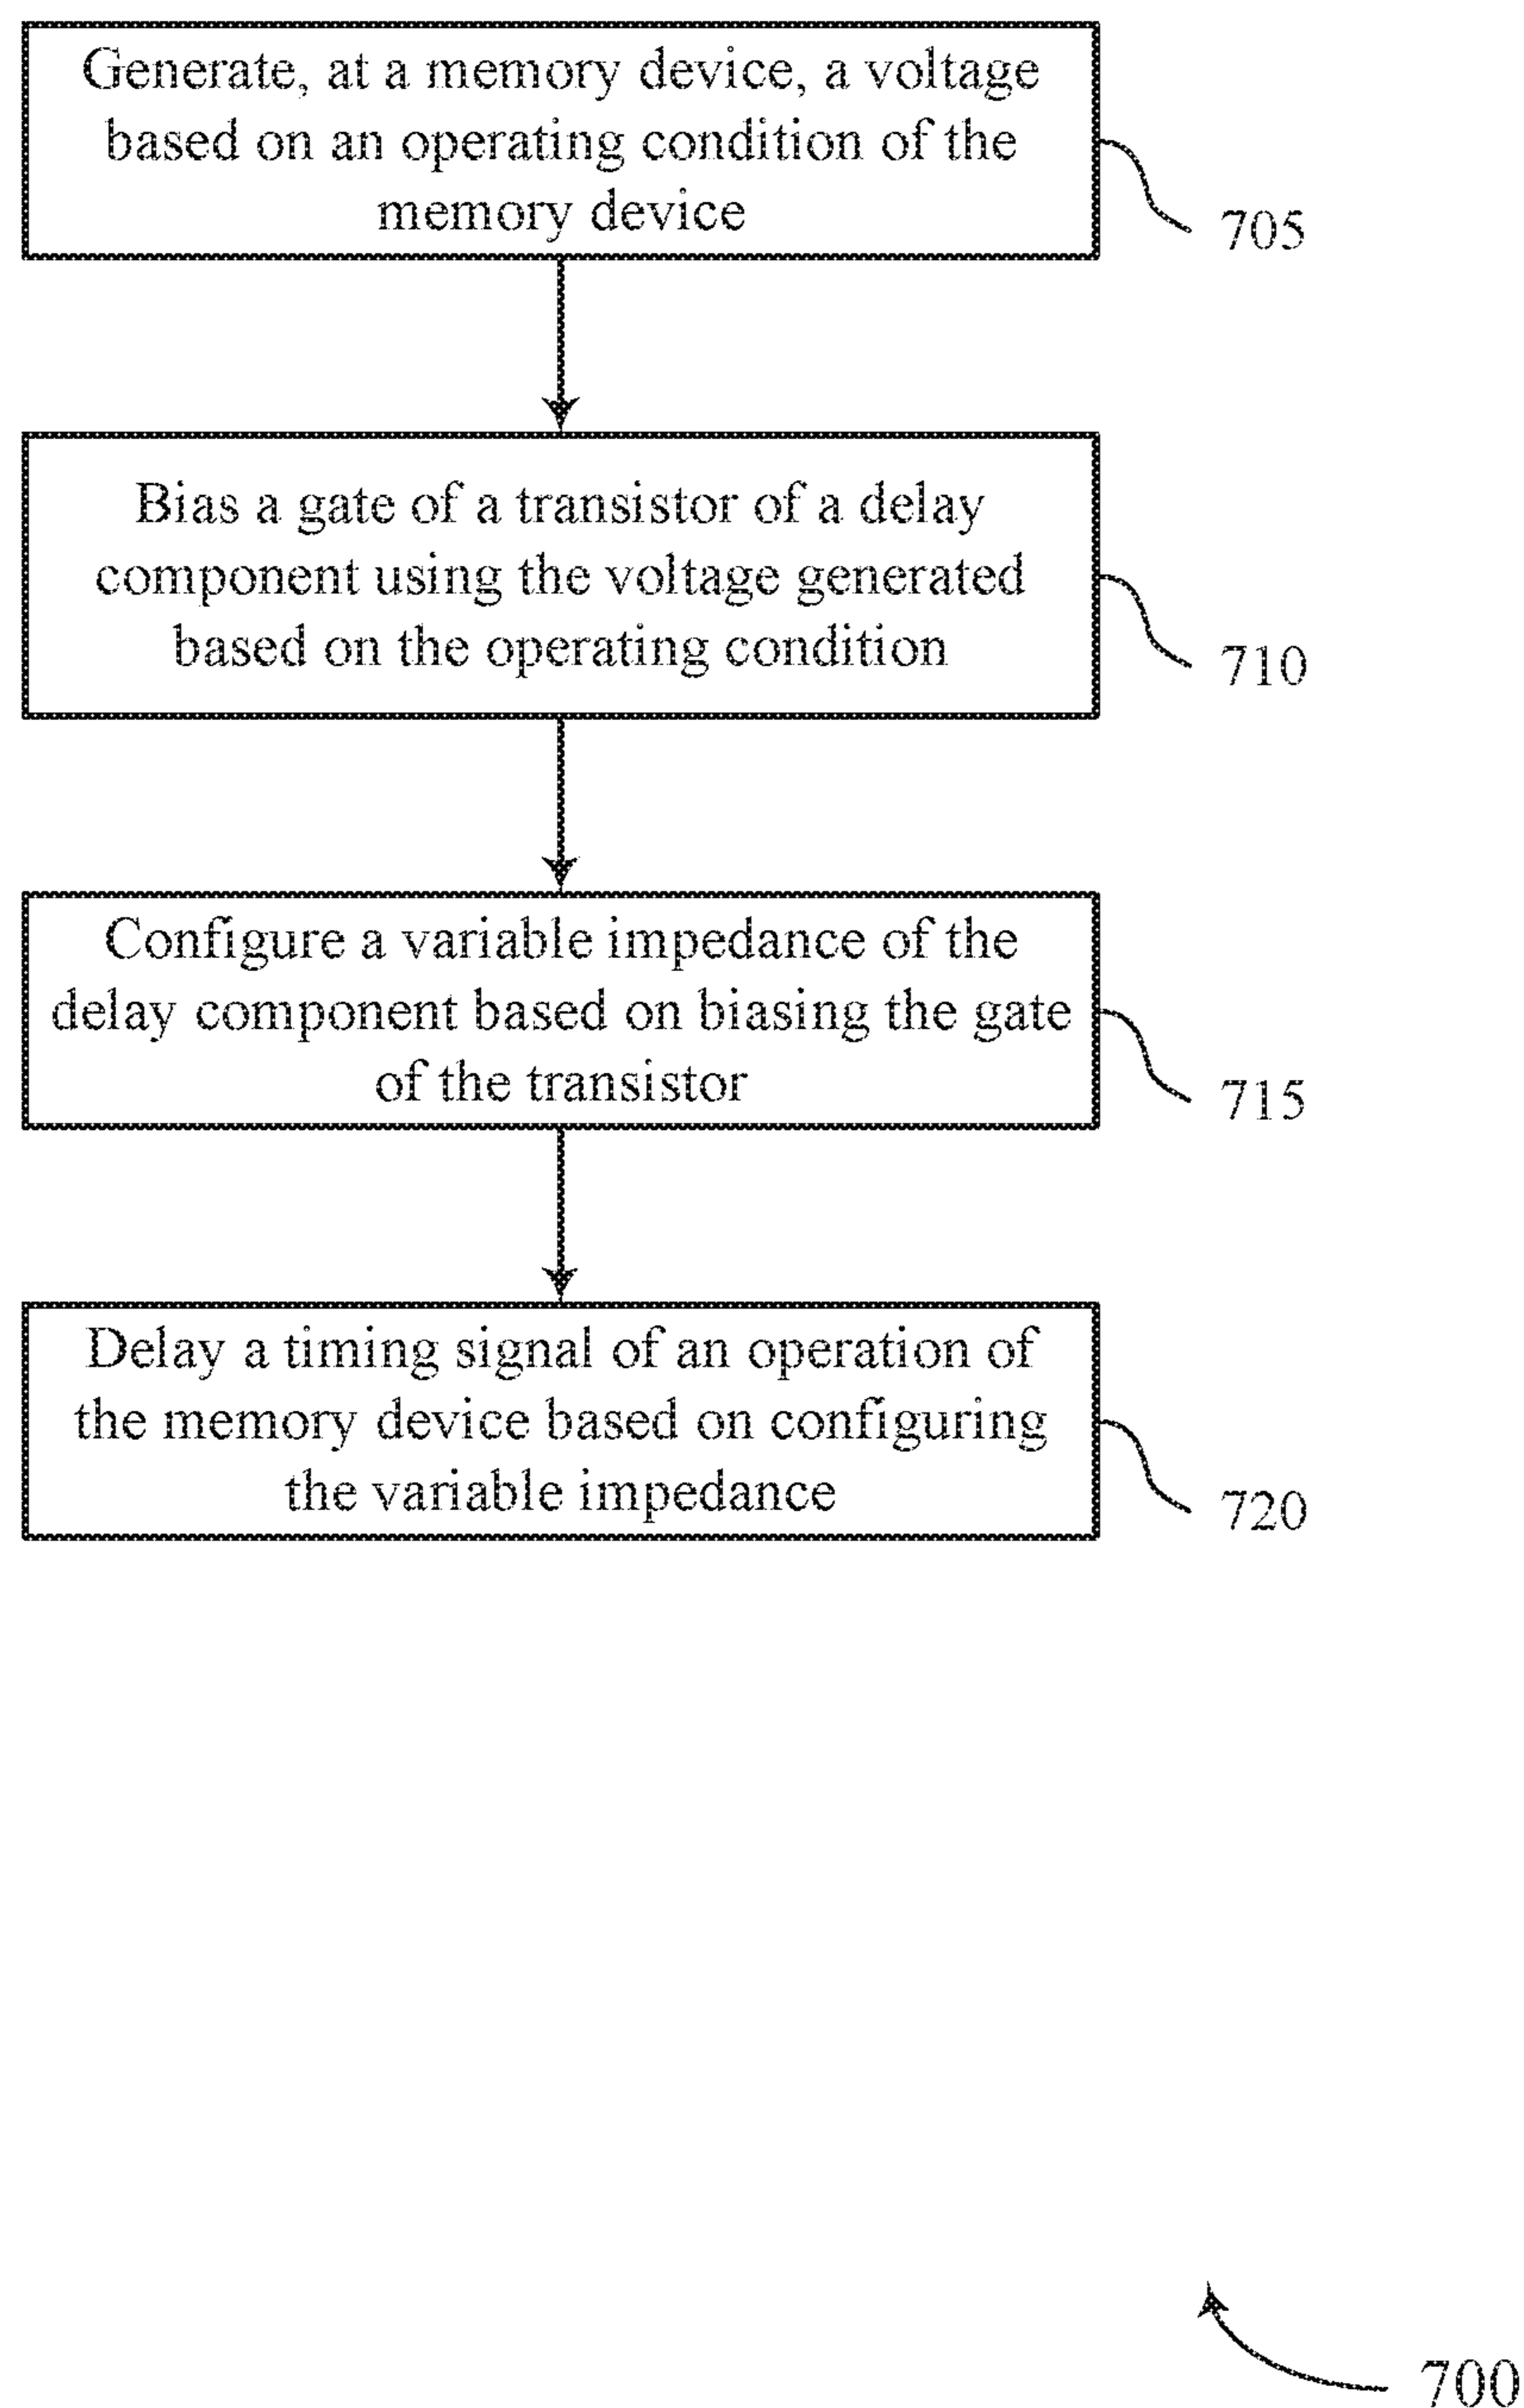 Generate, at a memory device, a voltage
based on an operating condition of the
memory device
705
Bias a gate of a transistor of a delay
component using the voltage generated
based on the operating condition
710
Configure a variable impedance of the
delay component based on biasing the gate
of the transistor
715
Delay a timing signal of an operation of
the memory device based on configuring
the variable impedance
720
700